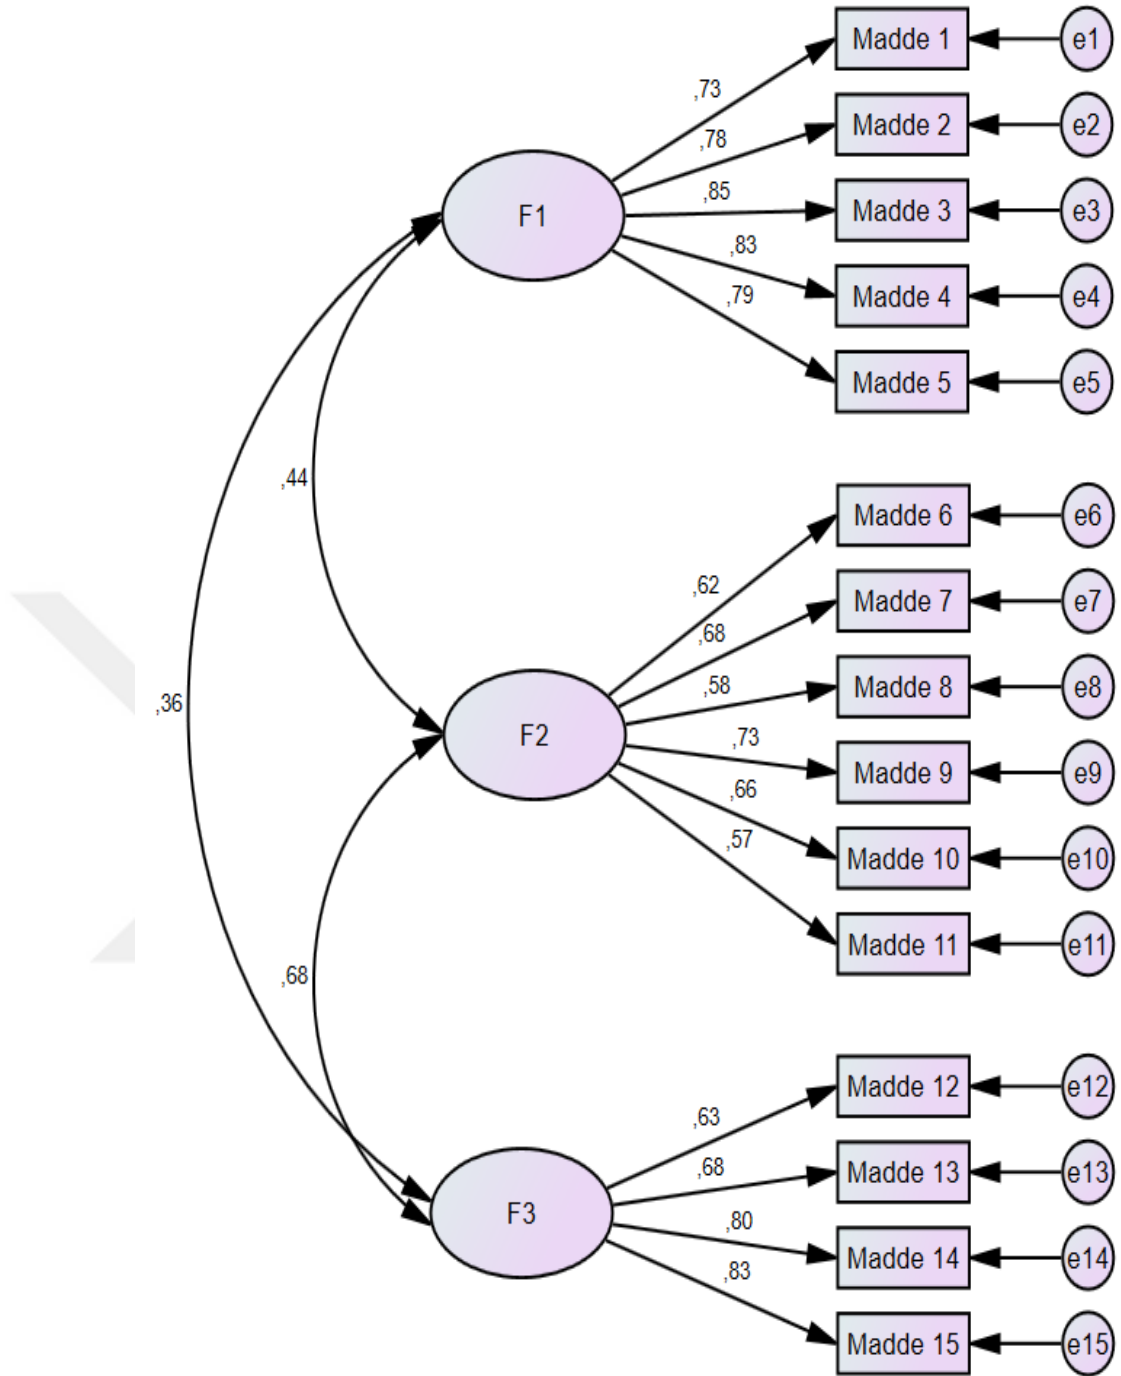 Madde 1
e1
,73
Madde 2
e2
,78
F1
,85
Madde 3
e3
,83
Madde 4
e4
,79
Madde 5
e5
,44
Madde 6
e6
,62
Madde 7
e7
,68
Madde 8
e8
,58
,36
F2
,73
Madde 9
e9
,66
Madde 10
e10
,57
Madde 11
e11
,68
Madde 12
e12
,63
Madde 13
e13
,68
F3
,80
Madde 14
e14
,83
Madde 15
e15